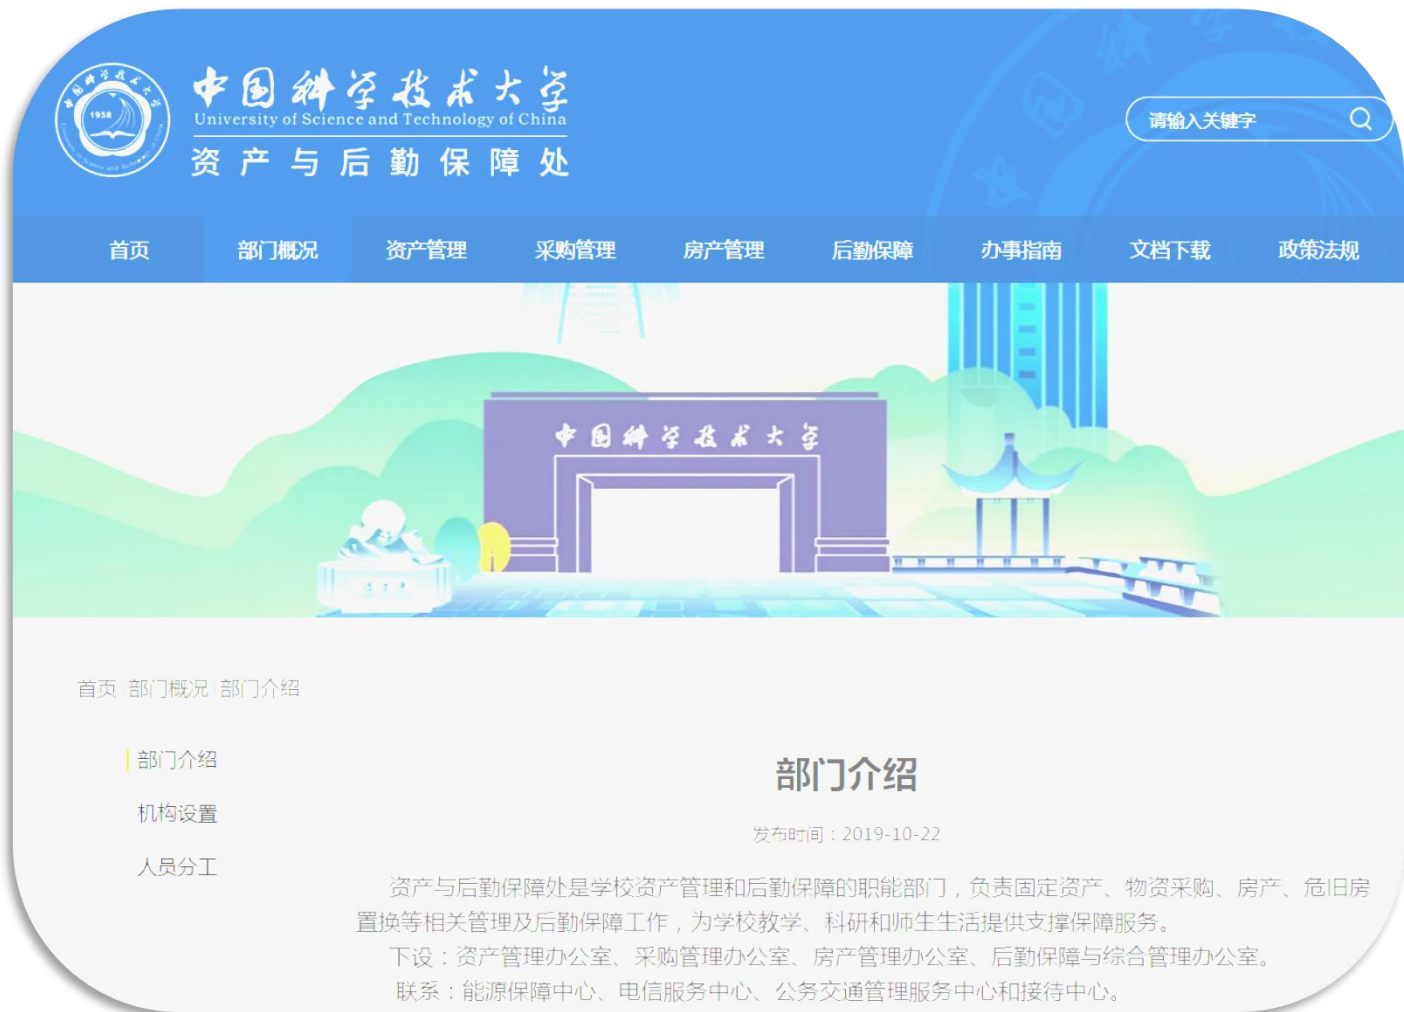 中国科学技术大学
University of Science and Technology of China
资产与后勤保障处
1958
请输入关键字
首页 部门概况 资产管理 采购管理 房产管理 后勤保障 办事指南 文档下载 政策法规
中国科学技术大学
首页 部门概况 部门介绍
部门介绍
机构设置
人员分工
部门介绍
发布时间：2019-10-22
资产与后勤保障处是学校资产管理和后勤保障的职能部门，负责固定资产、物资采购、房产、危旧房
置换等相关管理及后勤保障工作，为学校教学、科研和师生生活提供支撑保障服务。
下设：资产管理办公室、采购管理办公室、房产管理办公室、后勤保障与综合管理办公室。
联系：能源保障中心、电信服务中心、公务交通管理服务中心和接待中心。